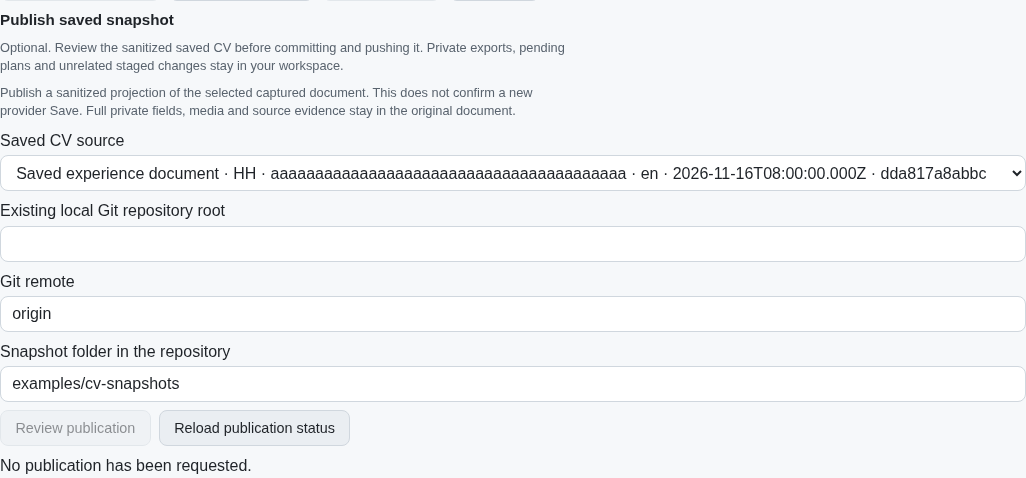 Publish saved snapshot
Optional. Review the sanitized saved CV before committing and pushing it. Private exports, pending
plans and unrelated staged changes stay in your workspace.
Publish a sanitized projection of the selected captured document. This does not confirm a new
provider Save. Full private fields, media and source evidence stay in the original document.
Saved CV source
Saved experience document · HH · aaaaaaaaaaaaaaaaaaaaaaaaaaaaaaaaaaaaaaaa · en · 2026-11-16T08:00:00.000Z · dda817a8abbc
Existing local Git repository root
Git remote
origin
Snapshot folder in the repository
examples/cv-snapshots
Review publication Reload publication status
No publication has been requested.